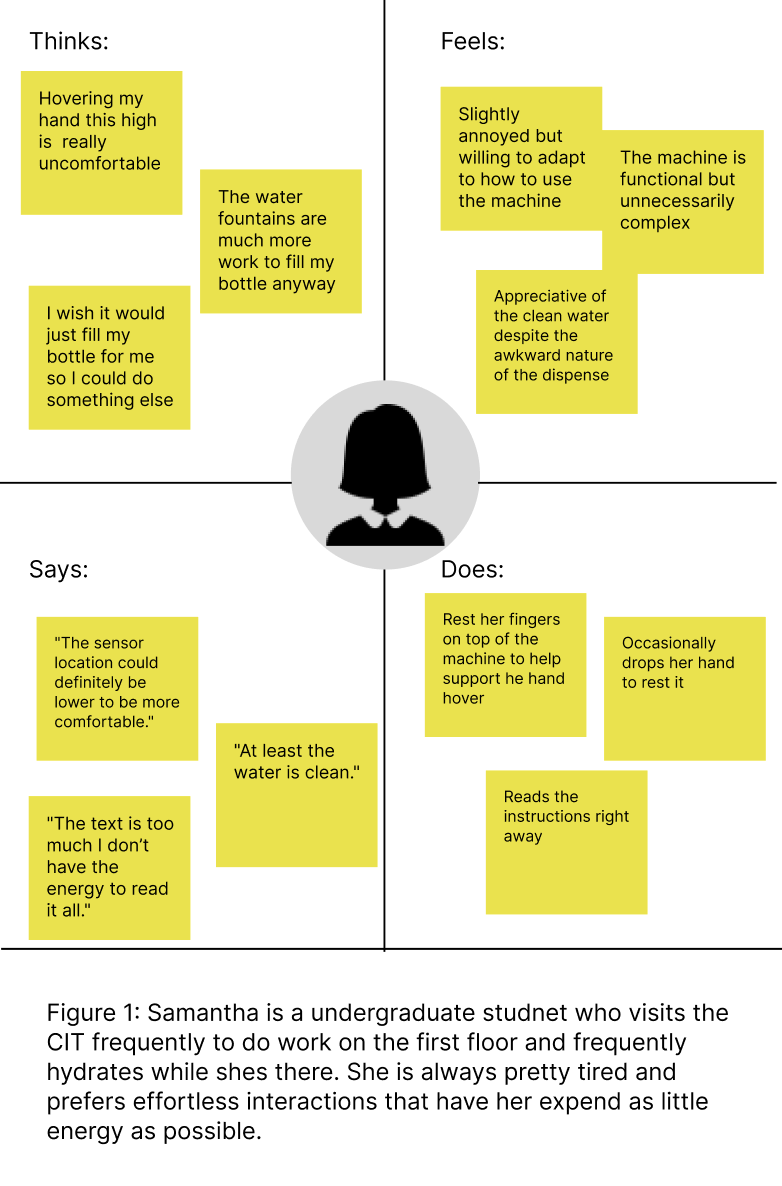 Thinks:
Hovering my
hand this high
is  really
uncomfortable
The water
fountains are
much more
work to fill my
bottle anyway
I wish it would
just fill my
bottle for me
so I could do
something else
Feels:
Slightly
annoyed but
willing to adapt
to how to use
the machine
The machine is
functional but
unnecessarily
complex
Appreciative of
the clean water
despite the
awkward nature
of the dispense
Says:
"The sensor
location could
definitely be
lower to be more
comfortable."
"At least the
water is clean."
"The text is too
much I don’t
have the
energy to read
it all."
Does:
Rest her fingers
on top of the
machine to help
support he hand
hover
Occasionally
drops her hand
to rest it
Reads the
instructions right
away
Figure 1: Samantha is a undergraduate studnet who visits the
CIT frequently to do work on the first floor and frequently
hydrates while shes there. She is always pretty tired and
prefers effortless interactions that have her expend as little
energy as possible.